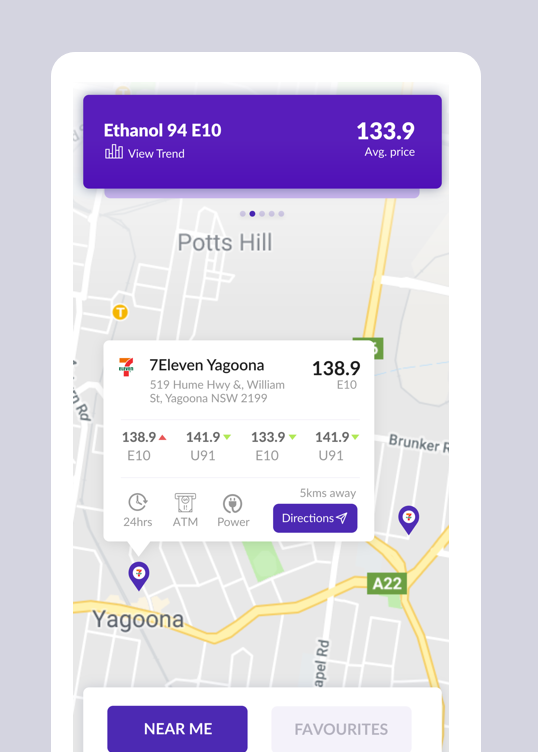 Ethanol 94 E10
133.9
View Trend
Avg. price
Potts Hill
T
7Eleven Yagoona
138.9
519 Hume Hwy &, William
E10
St, Yagoona NSW 2199
138.9 141.9 133.9 141.9
E10 U91 E10 U91
Brunker R
5kms away
24hrs ATM Power
Directions
A22
Yagoona
apel Rd
NEAR ME
FAVOURITES